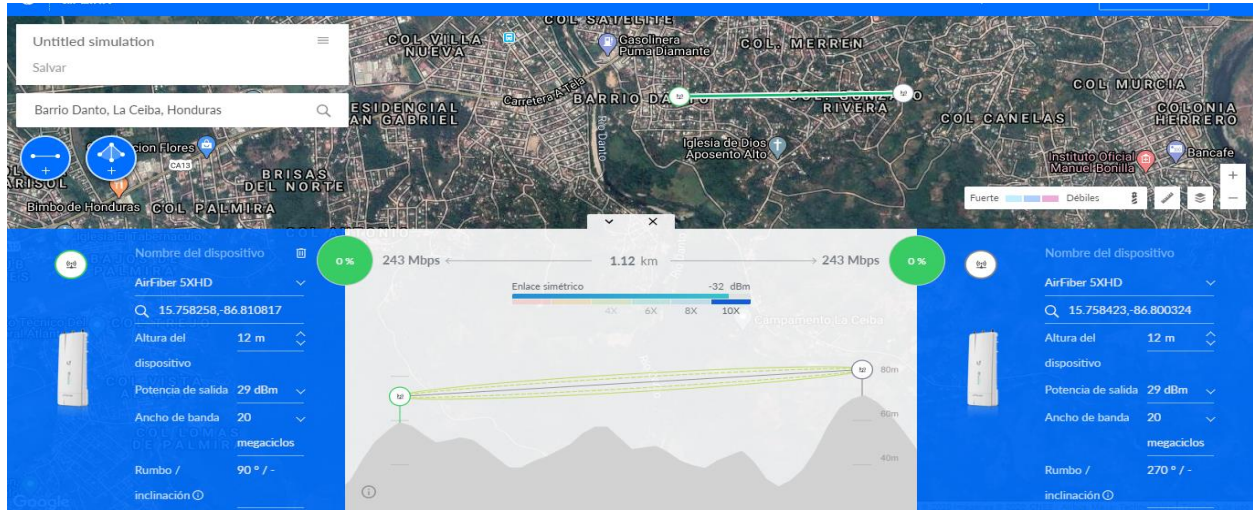 Untitled simulation
Salvar
Barrio Danto, La Ceiba, Honduras
COL SATELITE
COL VILLA
NUEVA
Gasolinera
Puma Diamante
COL. MERREN
Carretera A Tela
BARRIO DANTO
RIVERA
COL MURCIA
COLONIA
HERRERO
COL CANELAS
Iglesia de Dios
Aposento Alto
Rio Danto
Instituto Oficial
Manuel Bonilla
Bancafe
CA13
BRISAS
DEL NORTE
Bimbo de Honduras
COL PALMIRA
Fuerte
Débiles
+
−
Nombre del dispositivo
AirFiber 5XHD
15.758258,-86.810817
Altura del 12 m
dispositivo
Potencia de salida 29 dBm
Ancho de banda 20
megaciclos
Rumbo / 90 ° / -
inclinación
Google
0 %
243 Mbps
1.12 km
243 Mbps
0 %
Enlace simétrico -32 dBm
4X 6X 8X 10X
Campamento La Ceiba
80m
60m
40m
Nombre del dispositivo
AirFiber 5XHD
15.758423,-86.800324
Altura del 12 m
dispositivo
Potencia de salida 29 dBm
Ancho de banda 20
megaciclos
Rumbo / 270 ° / -
inclinación